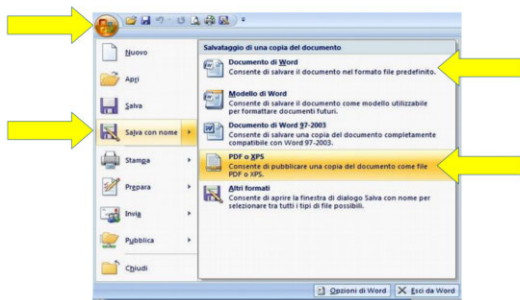 Nuovo
Apri
Salva
Salva con nome
Stampa
Prepara
Invia
Pubblica
Chiudi
Salvataggio di una copia del documento
Documento di Word
Consente di salvare il documento nel formato file predefinito.
Modello di Word
Consente di salvare il documento come modello utilizzabile
per formattare documenti futuri.
Documento di Word 97-2003
Consente di salvare una copia del documento completamente
compatibile con Word 97-2003.
PDF o XPS
Consente di pubblicare una copia del documento come file
PDF o XPS.
Altri formati
Consente di aprire la finestra di dialogo Salva con nome per
selezionare tra tutti i tipi di file possibili.
Opzioni di Word
Esci da Word